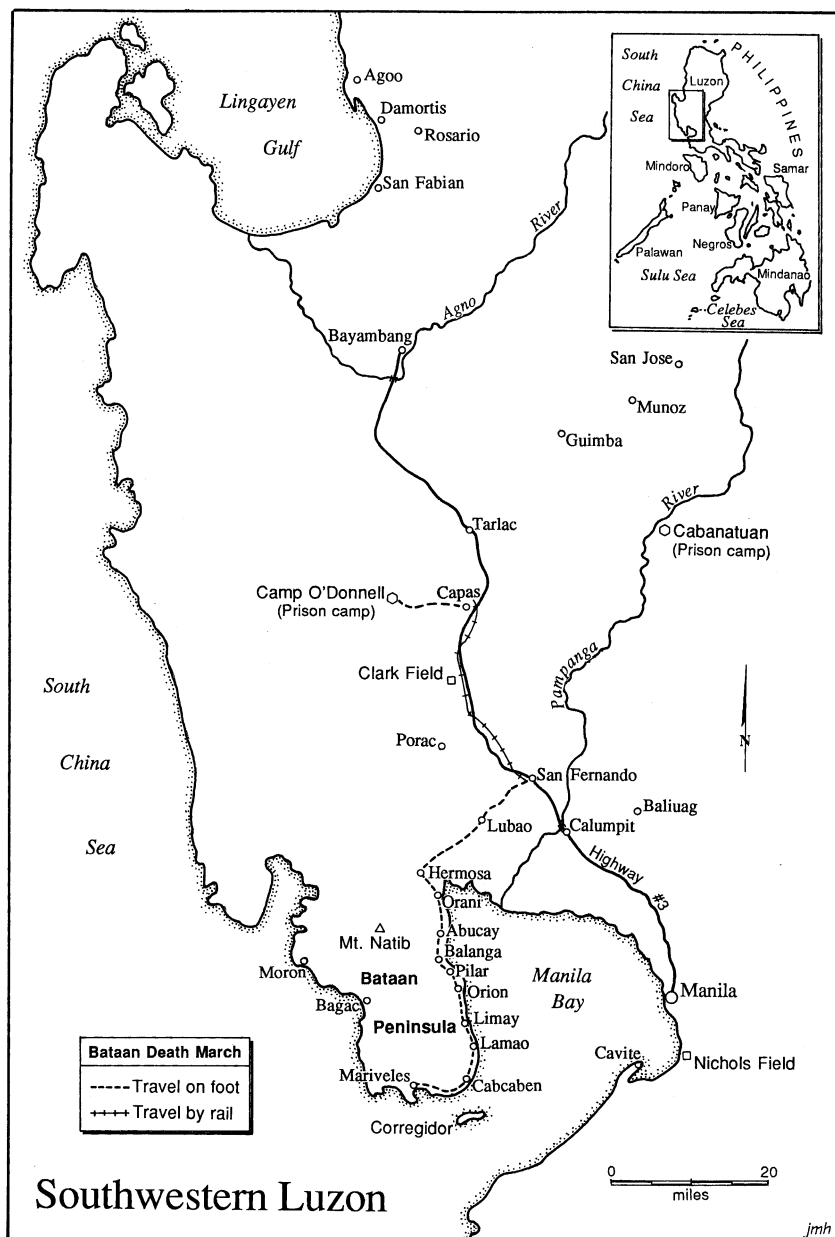 Agoo
Lingayen
Gulf
Damortis
Rosario
San Fabian
South
China
Sea
PHILIPPINES
Luzon
Mindoro
Samar
Panay
Palawan
Negros
Sulu Sea
Mindanao
Celebes
Sea
Agno
River
Bayambang
San Jose
Munoz
Guimba
River
Tarlac
Cabanatuan
(Prison camp)
Camp O'Donnell
(Prison camp)
Capas
Pampanga
South
China
Sea
Clark Field
Porac
N
San Fernando
Baliuag
Lubao
Calumpit
Highway #3
Hermosa
Orani
Abucay
Mt. Natib
Balanga
Moron
Bataan
Peninsula
Pilar
Orion
Manila
Bay
Manila
Bagac
Limay
Lamao
Cavite
Nichols Field
Mariveles
Cabcaben
Corregidor
Bataan Death March
Travel on foot
Travel by rail
0 20
miles
Southwestern Luzon
jmh